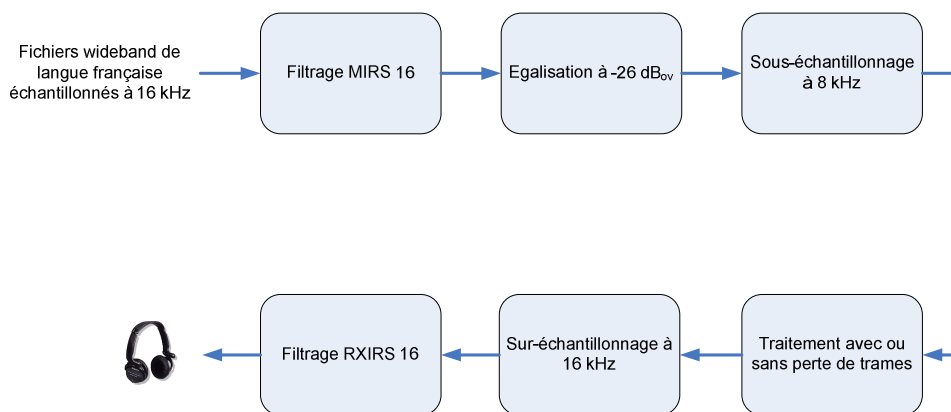 Fichiers wideband de
langue française
échantillonnés à 16 kHz
Filtrage MIRS 16
Egalisation à -26 dBov
Sous-échantillonnage
à 8 kHz
Filtrage RXIRS 16
Sur-échantillonnage à
16 kHz
Traitement avec ou
sans perte de trames